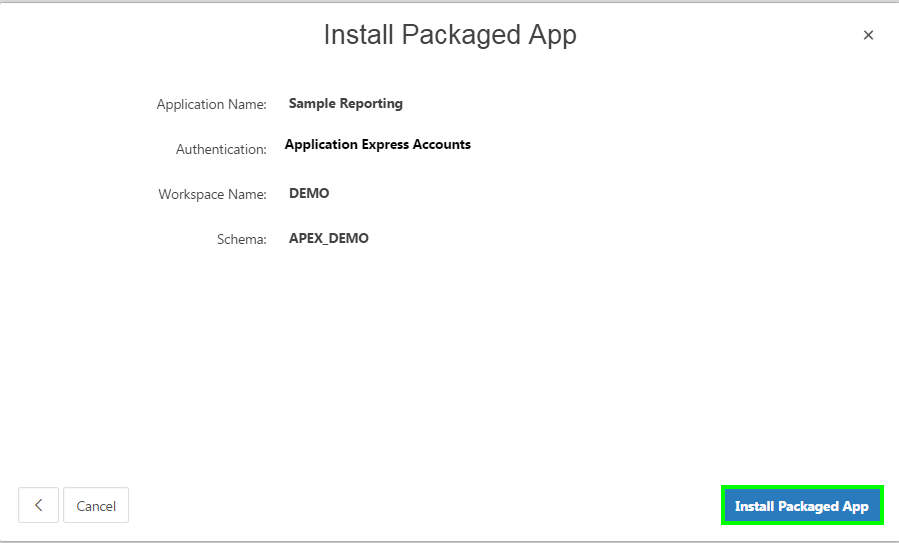 Install Packaged App
Application Name: Sample Reporting
Authentication: Application Express Accounts
Workspace Name: DEMO
Schema: APEX_DEMO
Cancel
Install Packaged App